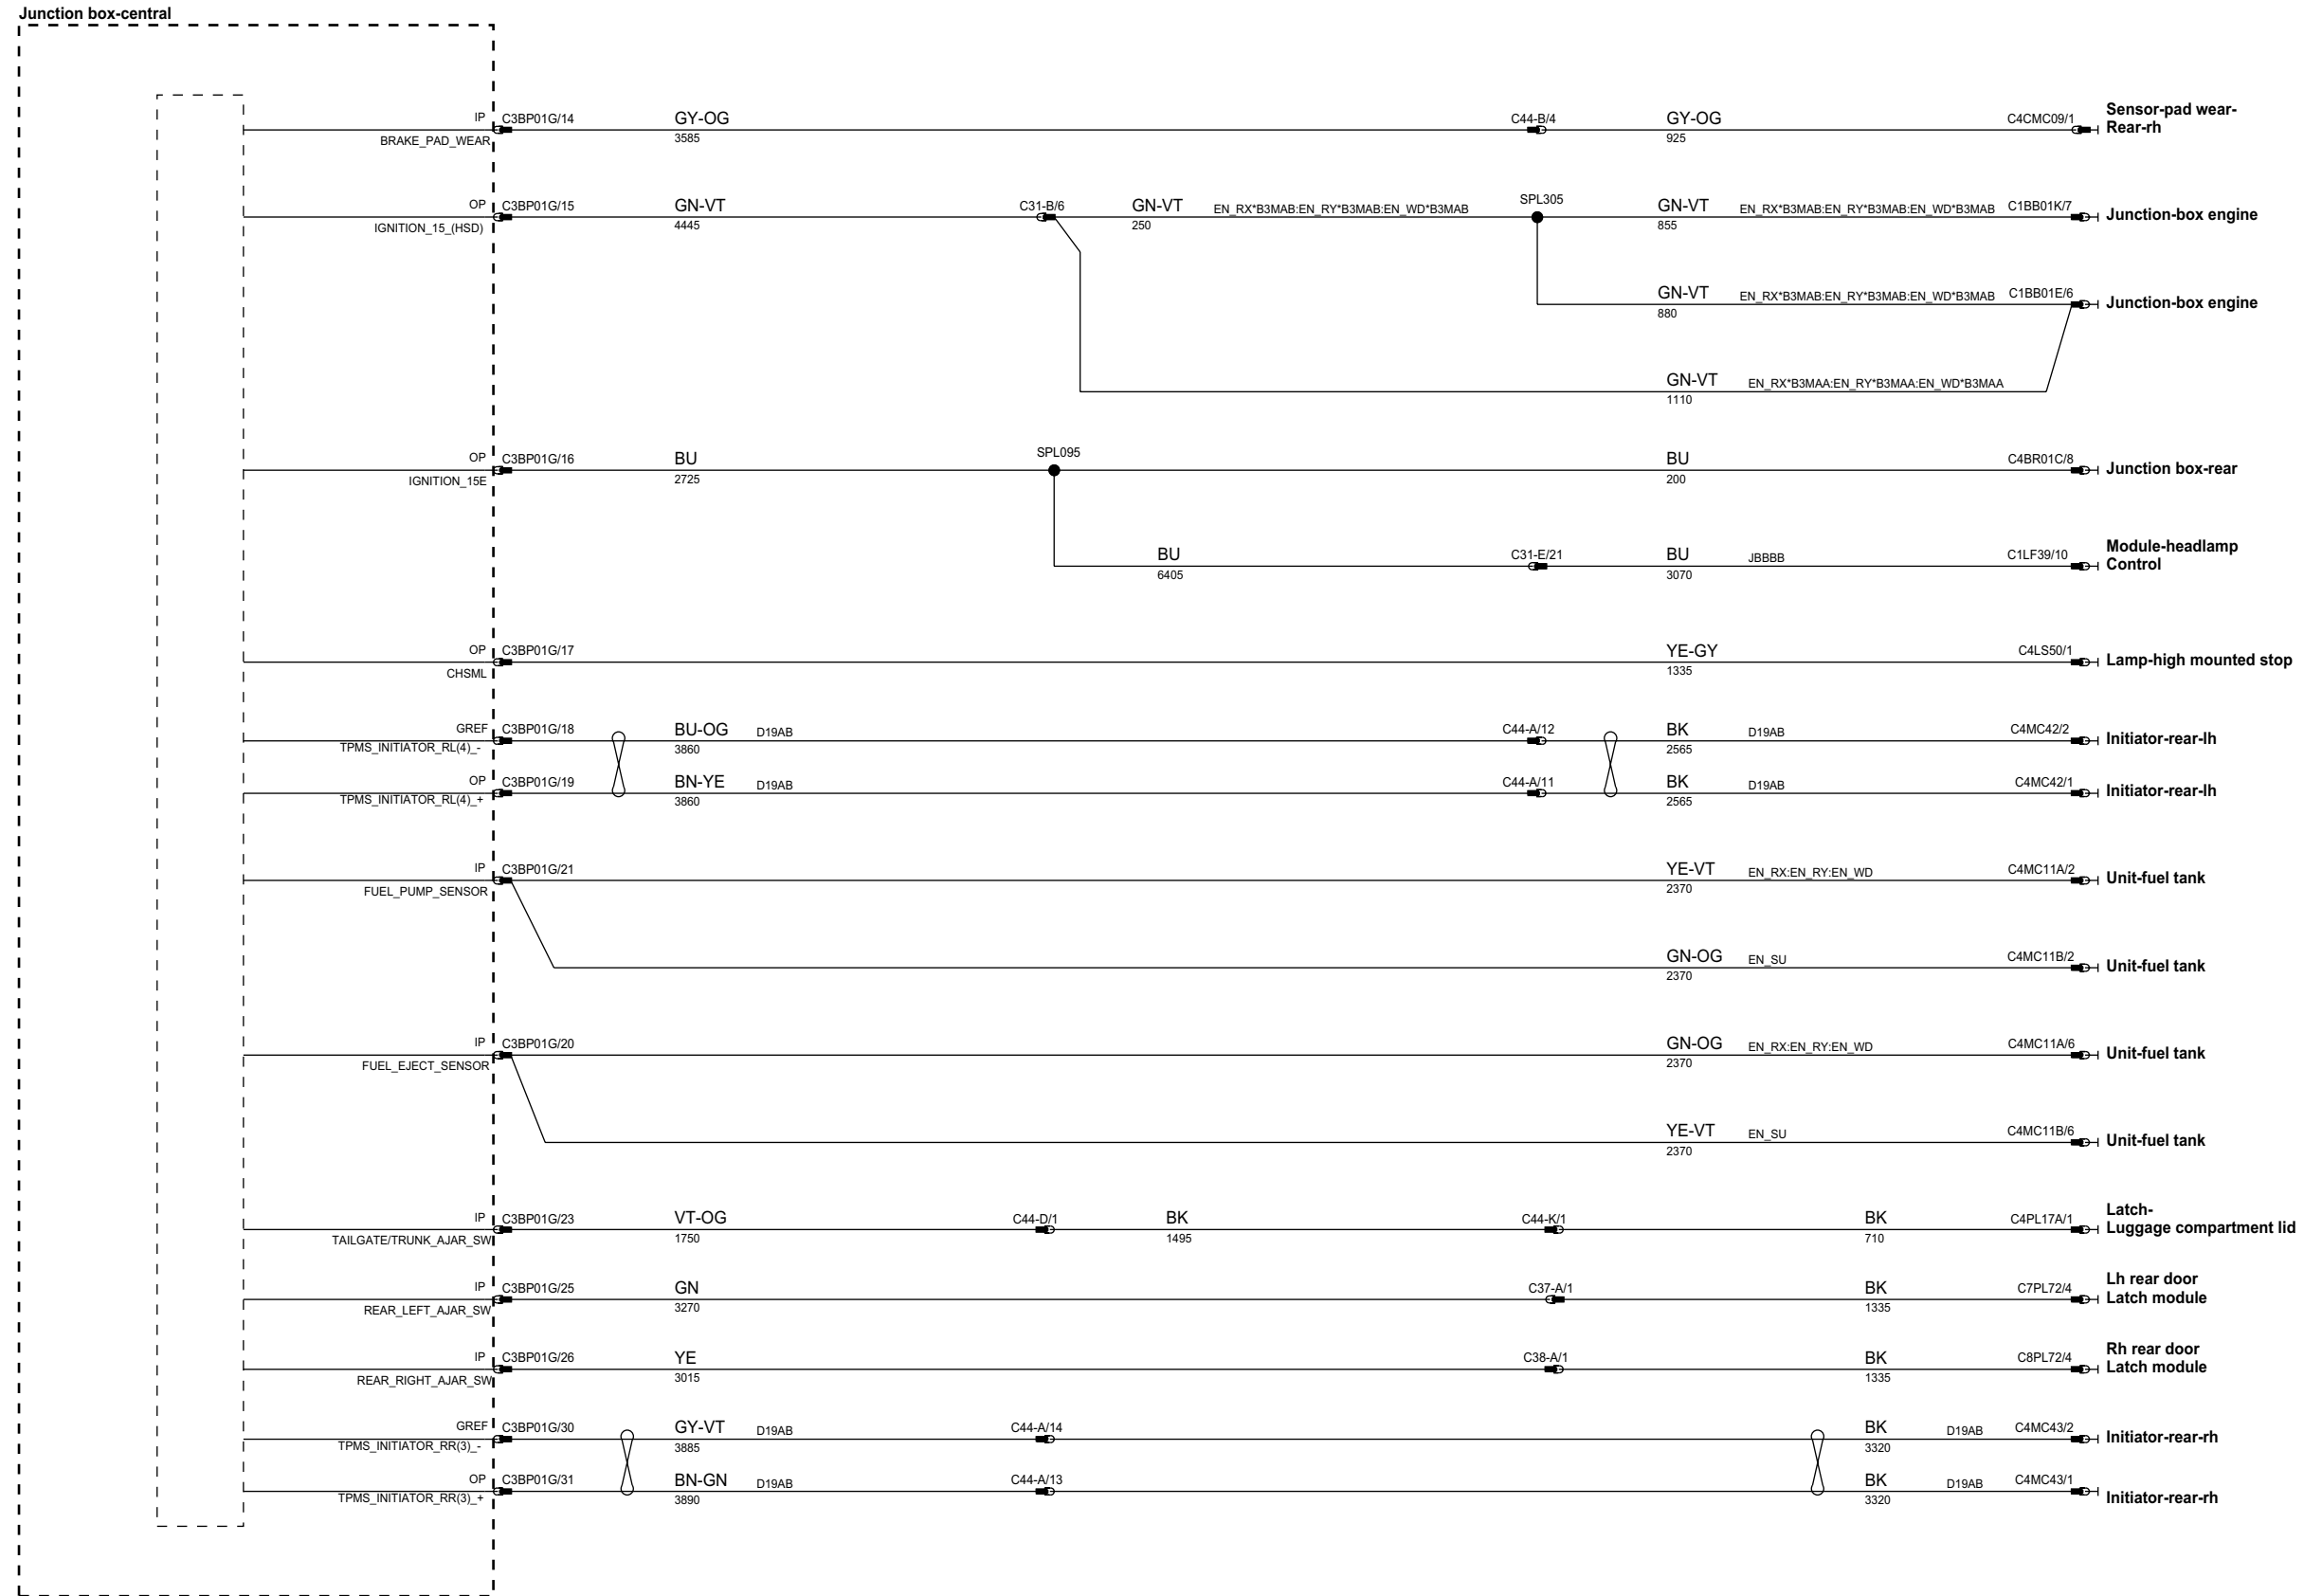 Junction box-central
IP C3BP01G/14 GY-OG C44-B/4 GY-OG C4CMC09/1 Sensor-pad wear-
Rear-rh
BRAKE_PAD_WEAR 3585 925
OP C3BP01G/15 GN-VT C31-B/6 GN-VT EN_RX*B3MAB:EN_RY*B3MAB:EN_WD*B3MAB SPL305 GN-VT EN_RX*B3MAB:EN_RY*B3MAB:EN_WD*B3MAB C1BB01K/7 Junction-box engine
IGNITION_15_(HSD) 4445 250 855
GN-VT EN_RX*B3MAB:EN_RY*B3MAB:EN_WD*B3MAB C1BB01E/6 Junction-box engine
880
GN-VT EN_RX*B3MAA:EN_RY*B3MAA:EN_WD*B3MAA
1110
OP C3BP01G/16 BU SPL095 BU C4BR01C/8 Junction box-rear
IGNITION_15E 2725 200
BU C31-E/21 BU JBBBB C1LF39/10 Module-headlamp
Control
6405 3070
OP C3BP01G/17 YE-GY C4LS50/1 Lamp-high mounted stop
CHSML 1335
GREF C3BP01G/18 BU-OG D19AB C44-A/12 BK D19AB C4MC42/2 Initiator-rear-lh
TPMS_INITIATOR_RL(4)_- 3860 2565
OP C3BP01G/19 BN-YE D19AB C44-A/11 BK D19AB C4MC42/1 Initiator-rear-lh
TPMS_INITIATOR_RL(4)_+ 3860 2565
IP C3BP01G/21 YE-VT EN_RX:EN_RY:EN_WD C4MC11A/2 Unit-fuel tank
FUEL_PUMP_SENSOR 2370
GN-OG EN_SU C4MC11B/2 Unit-fuel tank
2370
IP C3BP01G/20 GN-OG EN_RX:EN_RY:EN_WD C4MC11A/6 Unit-fuel tank
FUEL_EJECT_SENSOR 2370
YE-VT EN_SU C4MC11B/6 Unit-fuel tank
2370
IP C3BP01G/23 VT-OG C44-D/1 BK C44-K/1 BK C4PL17A/1 Latch-
Luggage compartment lid
TAILGATE/TRUNK_AJAR_SW 1750 1495 710
IP C3BP01G/25 GN C37-A/1 BK C7PL72/4 Lh rear door
Latch module
REAR_LEFT_AJAR_SW 3270 1335
IP C3BP01G/26 YE C38-A/1 BK C8PL72/4 Rh rear door
Latch module
REAR_RIGHT_AJAR_SW 3015 1335
GREF C3BP01G/30 GY-VT D19AB C44-A/14 BK D19AB C4MC43/2 Initiator-rear-rh
TPMS_INITIATOR_RR(3)_- 3885 3320
OP C3BP01G/31 BN-GN D19AB C44-A/13 BK D19AB C4MC43/1 Initiator-rear-rh
TPMS_INITIATOR_RR(3)_+ 3890 3320